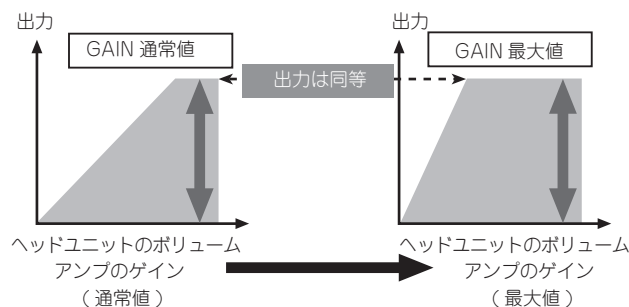 出力
GAIN 通常値
出力は同等
出力
GAIN 最大値
ヘッドユニットのボリューム
アンプのゲイン
( 通常値 )
ヘッドユニットのボリューム
アンプのゲイン
( 最大値 )